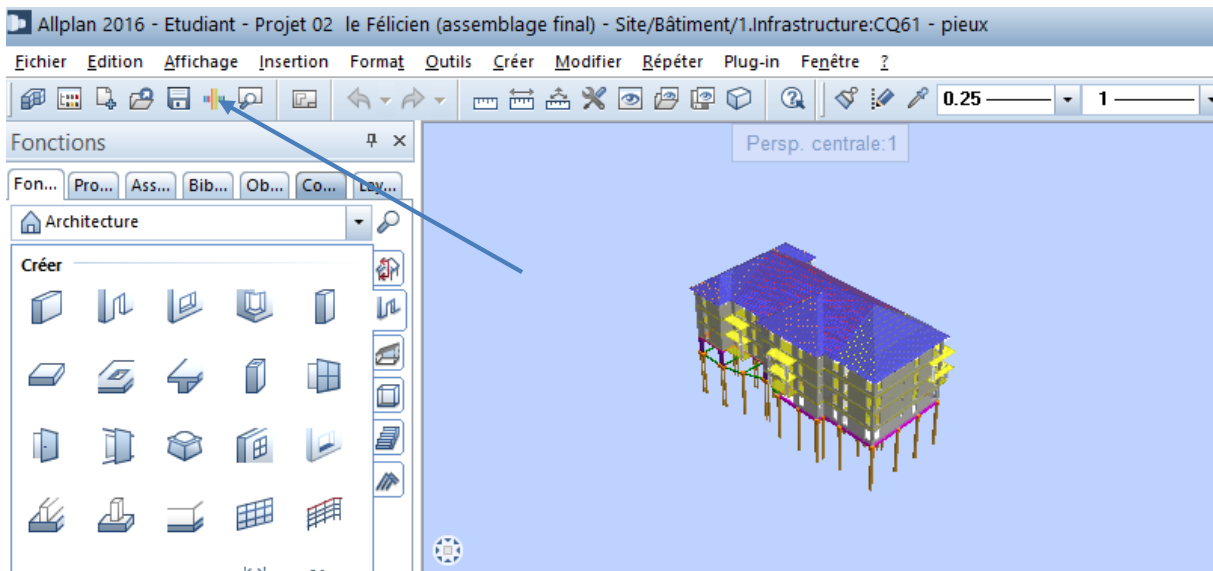 Allplan 2016 - Etudiant - Projet 02 le Félicien (assemblage final) - Site/Bâtiment/1.Infrastructure:CQ61 - pieux
Fichier Edition Affichage Insertion Format Outils Créer Modifier Répéter Plug-in Fenêtre ?
0.25 1
Fonctions
Persp. centrale:1
Fon... Pro... Ass... Bib... Ob... Co... Lay...
Architecture
Créer